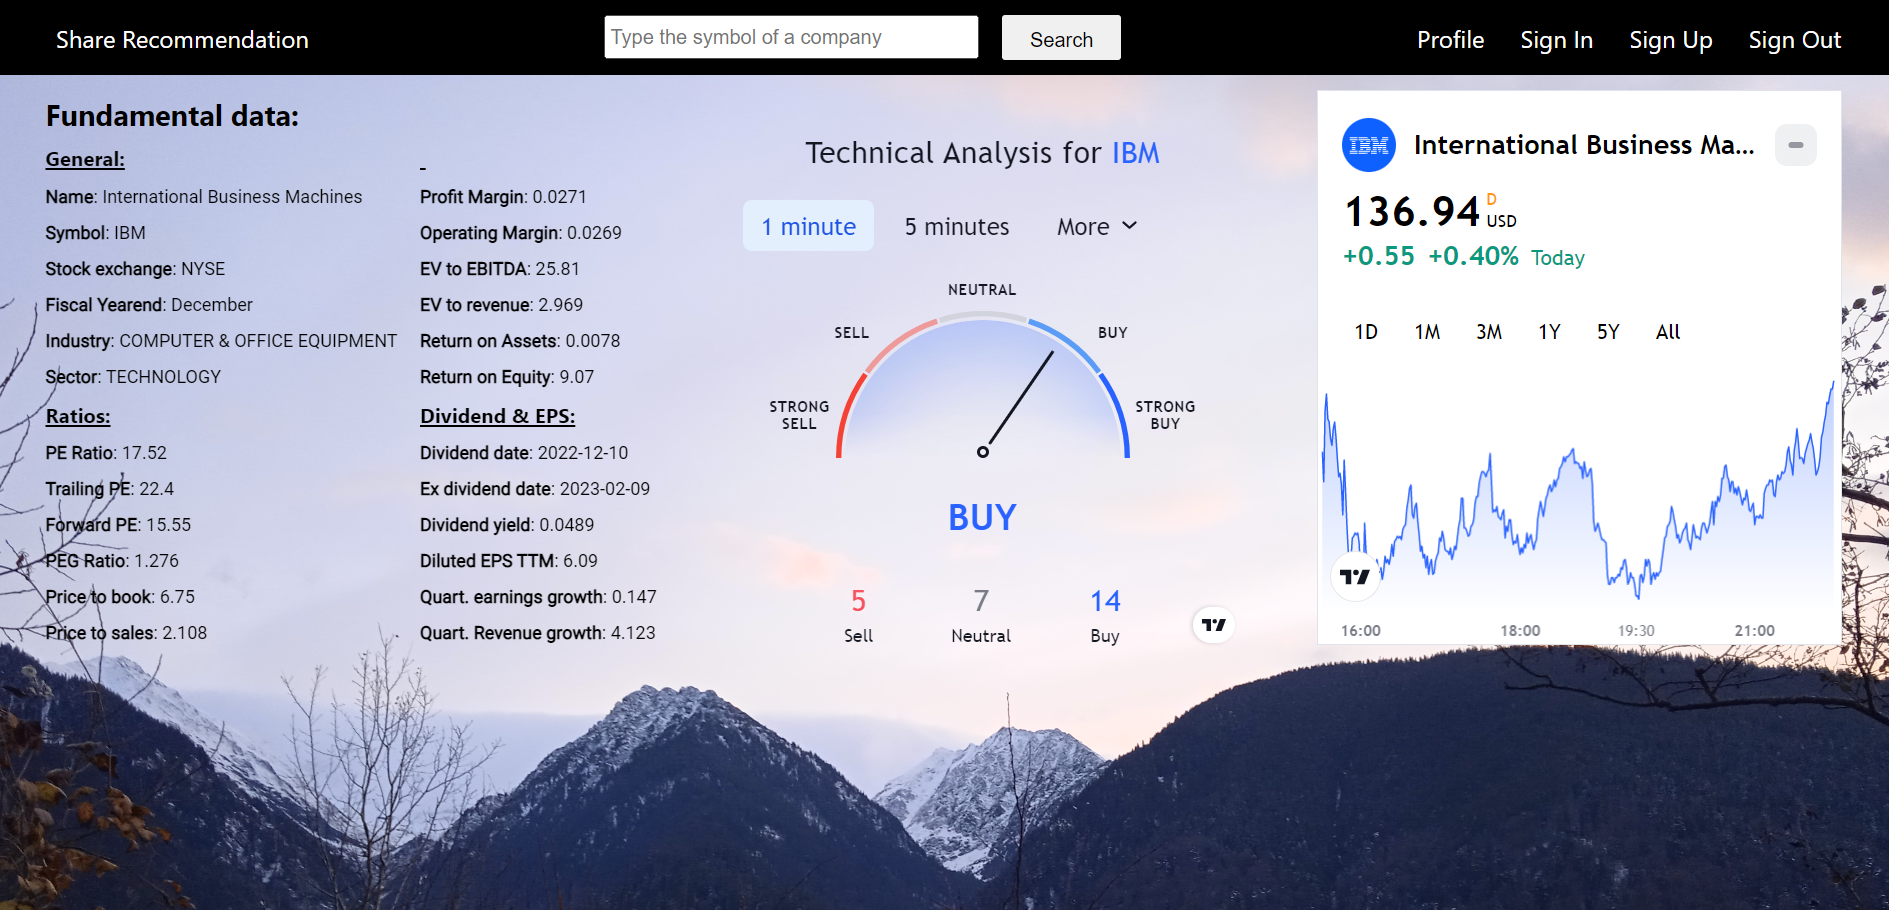 Share Recommendation
Type the symbol of a company
Search
Profile
Sign In
Sign Up
Sign Out
Fundamental data:
General:
Name: International Business Machines
Symbol: IBM
Stock exchange: NYSE
Fiscal Yearend: December
Industry: COMPUTER & OFFICE EQUIPMENT
Sector: TECHNOLOGY
Ratios:
PE Ratio: 17.52
Trailing PE: 22.4
Forward PE: 15.55
PEG Ratio: 1.276
Price to book: 6.75
Price to sales: 2.108
Profit Margin: 0.0271
Operating Margin: 0.0269
EV to EBITDA: 25.81
EV to revenue: 2.969
Return on Assets: 0.0078
Return on Equity: 9.07
Dividend & EPS:
Dividend date: 2022-12-10
Ex dividend date: 2023-02-09
Dividend yield: 0.0489
Diluted EPS TTM: 6.09
Quart. earnings growth: 0.147
Quart. Revenue growth: 4.123
Technical Analysis for IBM
1 minute
5 minutes
More
NEUTRAL
SELL
BUY
STRONG
SELL
STRONG
BUY
BUY
5
Sell
7
Neutral
14
Buy
IBM
International Business Ma...
136.94 D
USD
+0.55 +0.40% Today
1D 1M 3M 1Y 5Y All
16:00 18:00 19:30 21:00